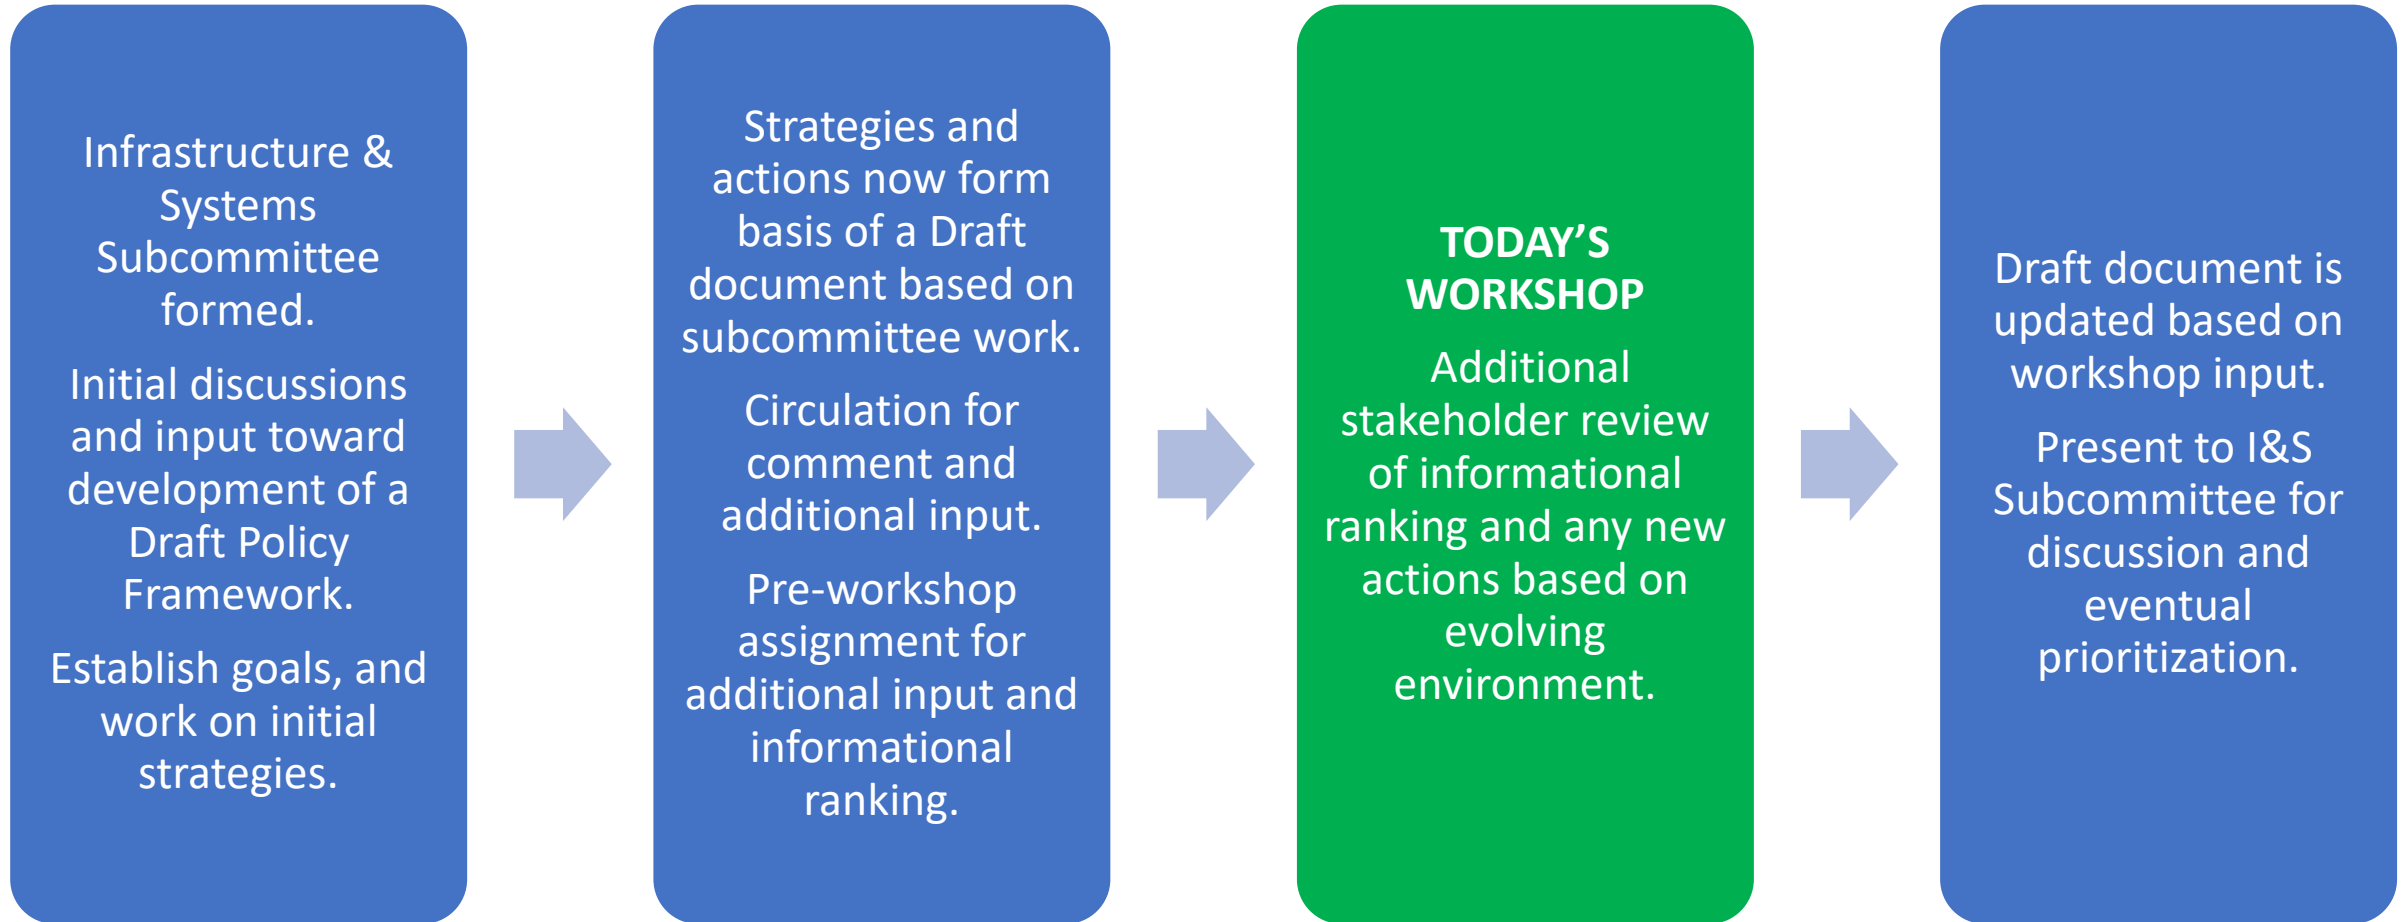 Infrastructure &
Systems
Subcommittee
formed.
Initial discussions
and input toward
development of a
Draft Policy
Framework.
Establish goals, and
work on initial
strategies.
Strategies and
actions now form
basis of a Draft
document based on
subcommittee work.
Circulation for
comment and
additional input.
Pre-workshop
assignment for
additional input and
informational
ranking.
TODAY’S
WORKSHOP
Additional
stakeholder review
of informational
ranking and any new
actions based on
evolving
environment.
Draft document is
updated based on
workshop input.
Present to I&S
Subcommittee for
discussion and
eventual
prioritization.